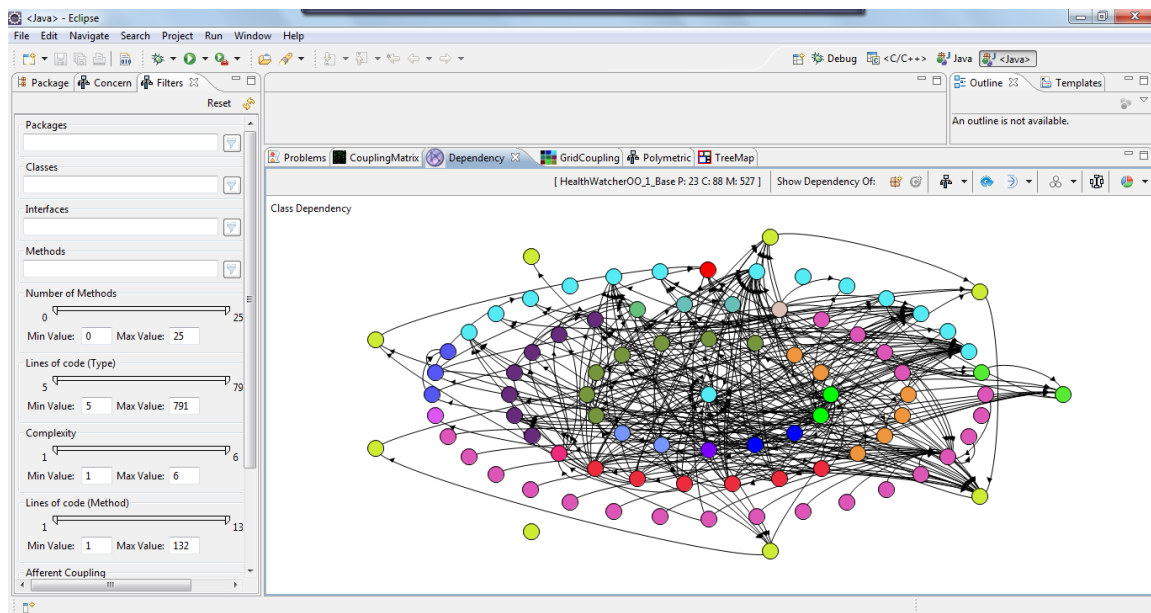 <Java> - Eclipse
File Edit Navigate Search Project Run Window Help
Debug <C/C++> Java <Java>
Package Concern Filters
Reset
Packages
Classes
Interfaces
Methods
Number of Methods
0 25
Min Value: 0 Max Value: 25
Lines of code (Type)
5 79
Min Value: 5 Max Value: 791
Complexity
1 6
Min Value: 1 Max Value: 6
Lines of code (Method)
1 13
Min Value: 1 Max Value: 132
Afferent Coupling
Outline Templates
An outline is not available.
Problems CouplingMatrix Dependency GridCoupling Polymetric TreeMap
[ HealthWatcherOO_1_Base P: 23 C: 88 M: 527 ] Show Dependency Of:
Class Dependency